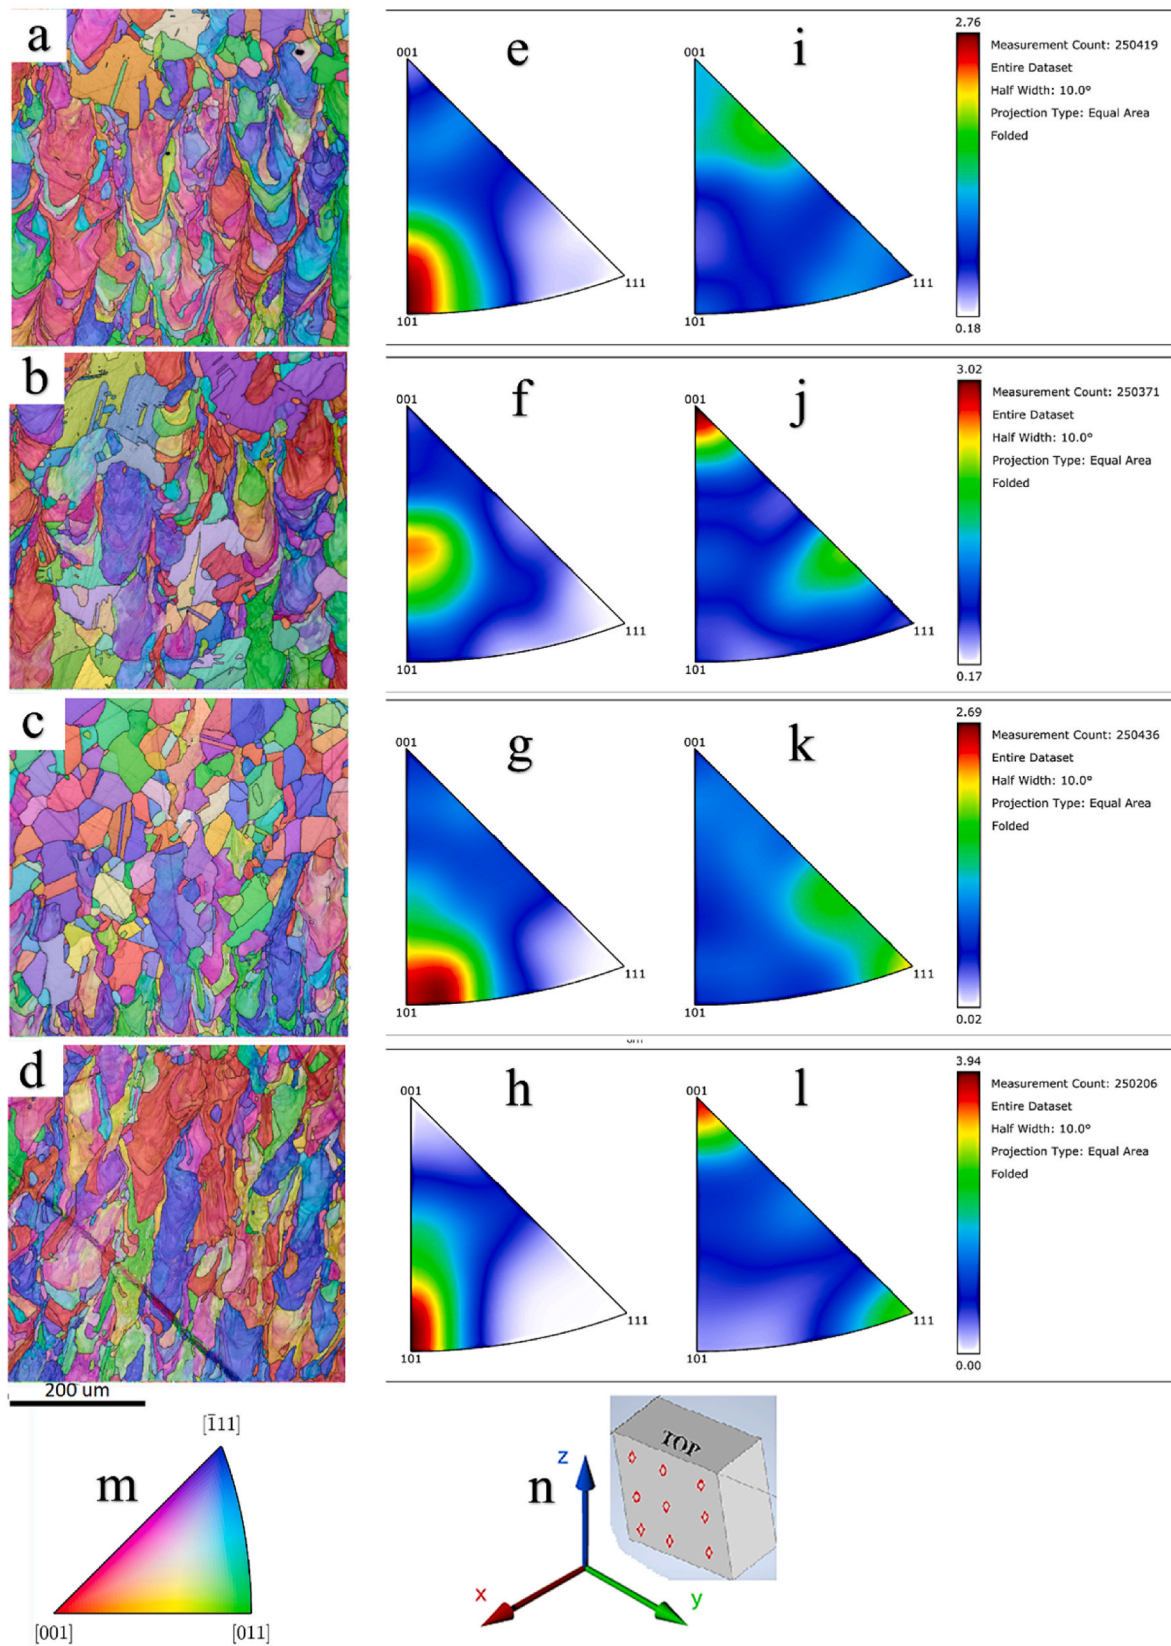 a
e
i
001
001
111
111
101
101
2.76
0.18
Measurement Count: 250419
Entire Dataset
Half Width: 10.0°
Projection Type: Equal Area
Folded
b
f
j
001
001
111
111
101
101
3.02
0.17
Measurement Count: 250371
Entire Dataset
Half Width: 10.0°
Projection Type: Equal Area
Folded
c
g
k
001
001
111
111
101
101
2.69
0.02
Measurement Count: 250436
Entire Dataset
Half Width: 10.0°
Projection Type: Equal Area
Folded
d
h
l
001
001
111
111
101
101
3.94
0.00
Measurement Count: 250206
Entire Dataset
Half Width: 10.0°
Projection Type: Equal Area
Folded
200 um
m
[1̅11]
[001]
[011]
n
z
x
y
TOP